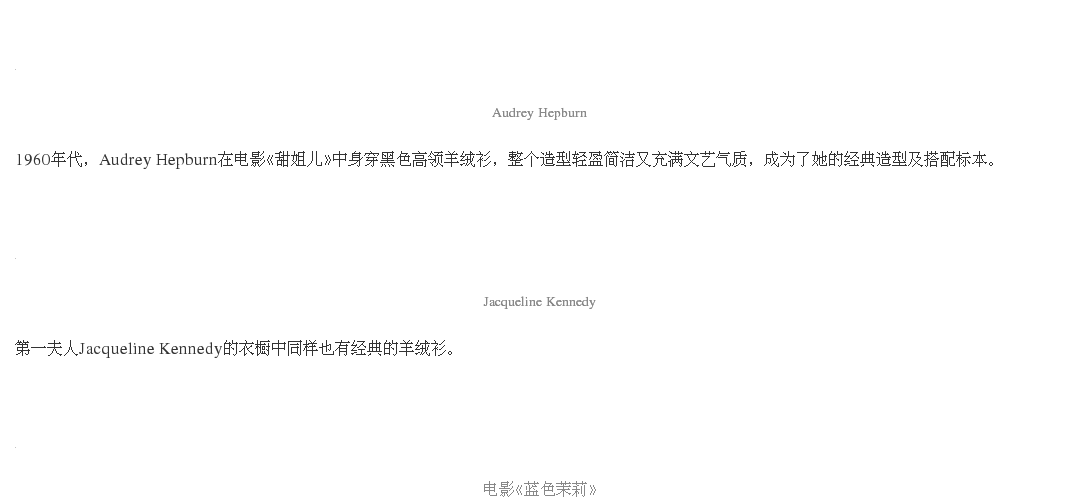 Audrey Hepburn
1960年代，Audrey Hepburn在电影《甜姐儿》中身穿黑色高领羊绒衫，整个造型轻盈简洁又充满文艺气质，成为了她的经典造型及搭配标本。
Jacqueline Kennedy
第一夫人Jacqueline Kennedy的衣橱中同样也有经典的羊绒衫。
电影《蓝色茉莉》